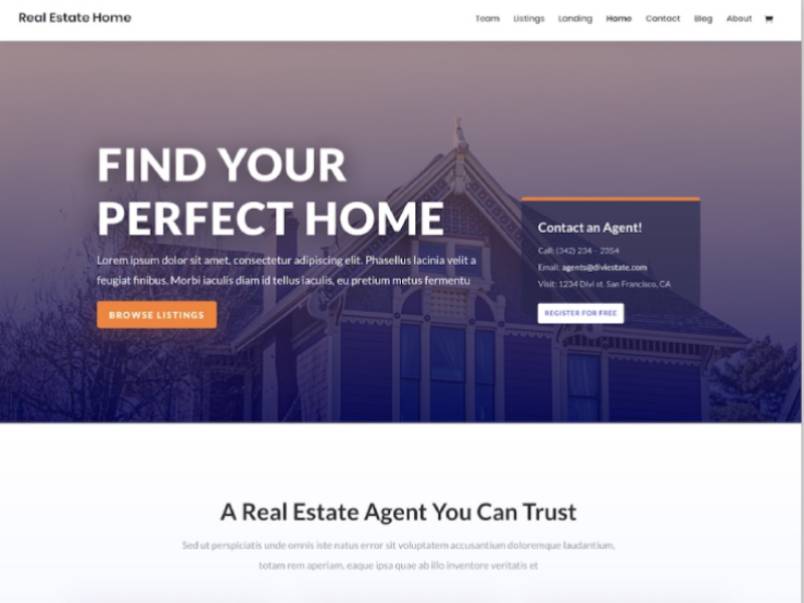 Real Estate Home
Team Listings Landing Home Contact Blog About
FIND YOUR
PERFECT HOME
Lorem ipsum dolor sit amet, consectetur adipiscing elit. Phasellus lacinia velit a
feugiat finibus. Morbi iaculis diam id tellus iaculis, eu pretium metus fermentu
BROWSE LISTINGS
Contact an Agent!
Call: (342) 234 - 2354
Email: agents@diviestate.com
Visit: 1234 Divi st. San Francisco, CA
REGISTER FOR FREE
A Real Estate Agent You Can Trust
Sed ut perspiciatis unde omnis iste natus error sit voluptatem accusantium doloremque laudantium,
totam rem aperiam, eaque ipsa quae ab illo inventore veritatis et